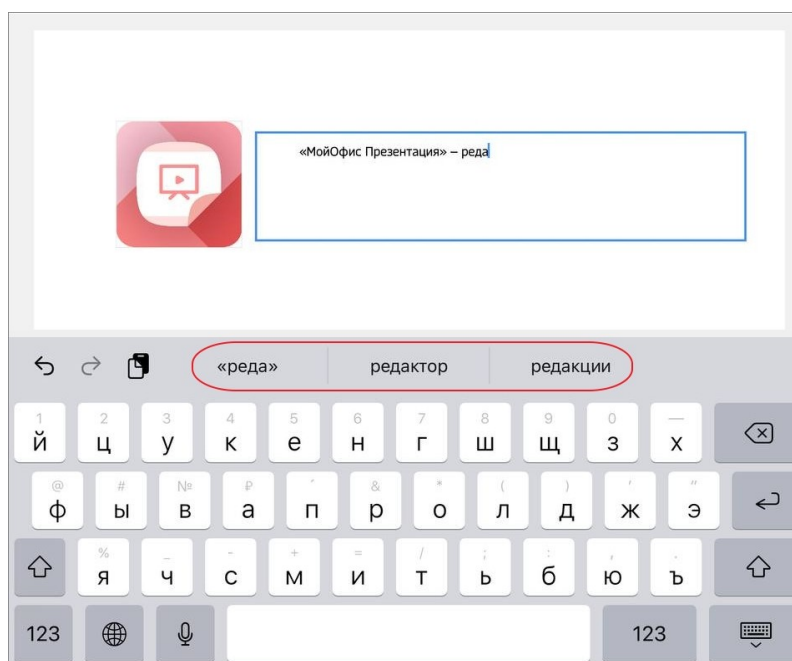 «МойОфис Презентация» – реда
«реда» редактор редакции
1 2 3 4 5 6 7 8 9 0 —
й ц у к е н г ш щ з х
@ # № ₽ ˊ & * ( ) ' "
ф ы в а п р о л д ж э
% _ - + = / ; : , .
я ч с м и т ь б ю ъ
123 123